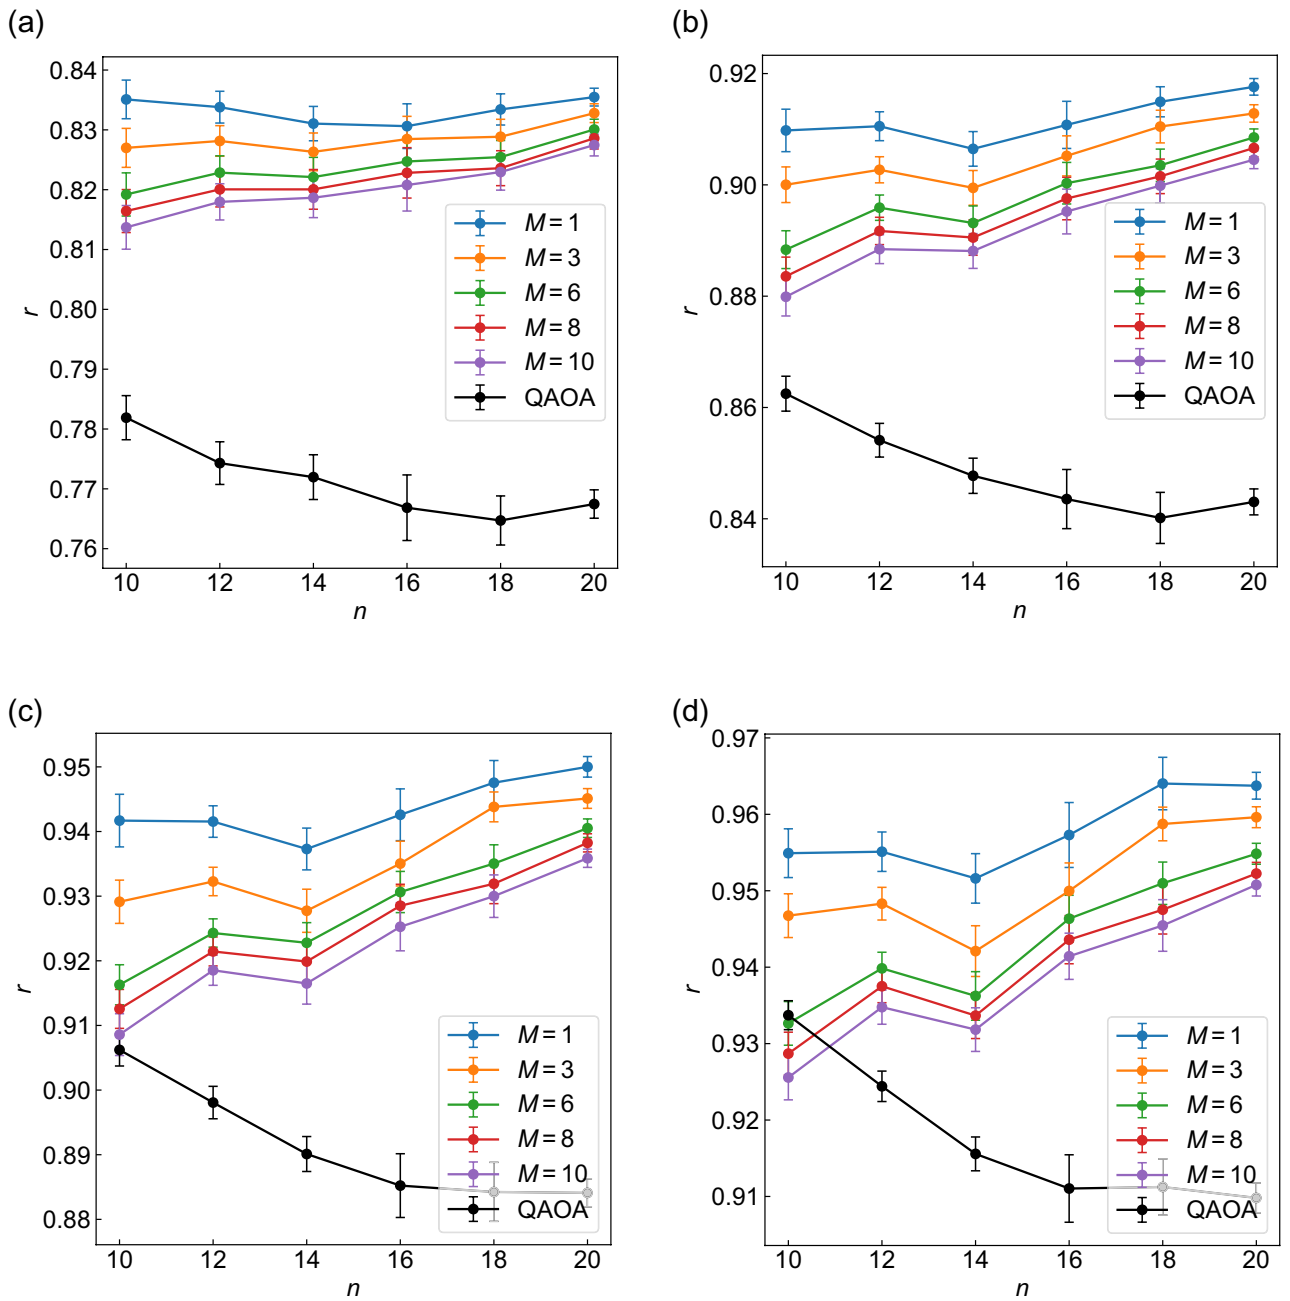 (a)
0.84
0.83
0.82
0.81
0.80
0.79
0.78
0.77
0.76
r
10 12 14 16 18 20
n
M = 1
M = 3
M = 6
M = 8
M = 10
QAOA
(b)
0.92
0.90
0.88
0.86
0.84
r
10 12 14 16 18 20
n
M = 1
M = 3
M = 6
M = 8
M = 10
QAOA
(c)
0.95
0.94
0.93
0.92
0.91
0.90
0.89
0.88
r
10 12 14 16 18 20
n
M = 1
M = 3
M = 6
M = 8
M = 10
QAOA
(d)
0.97
0.96
0.95
0.94
0.93
0.92
0.91
r
10 12 14 16 18 20
n
M = 1
M = 3
M = 6
M = 8
M = 10
QAOA